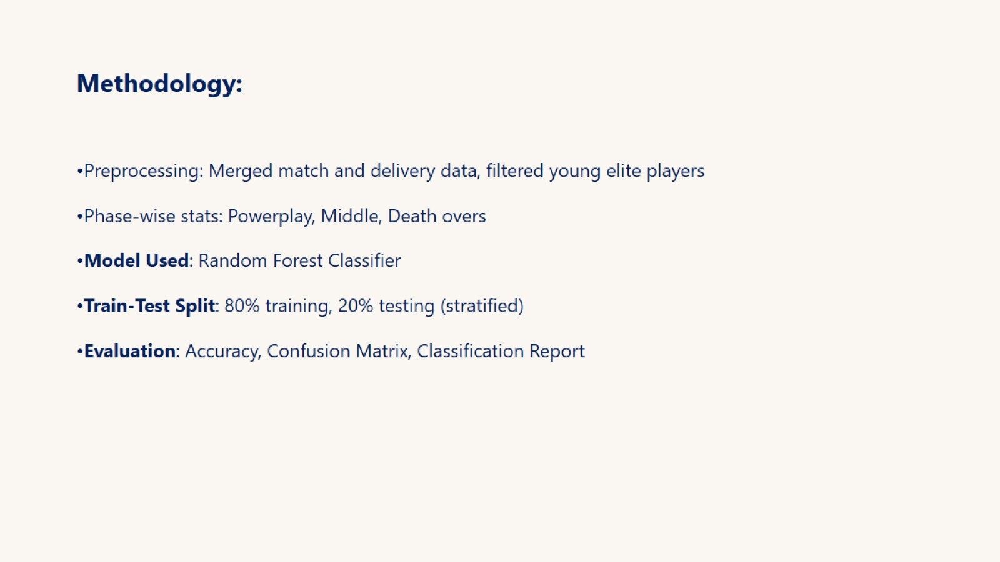 Methodology:
•Preprocessing: Merged match and delivery data, filtered young elite players
•Phase-wise stats: Powerplay, Middle, Death overs
•Model Used: Random Forest Classifier
•Train-Test Split: 80% training, 20% testing (stratified)
•Evaluation: Accuracy, Confusion Matrix, Classification Report